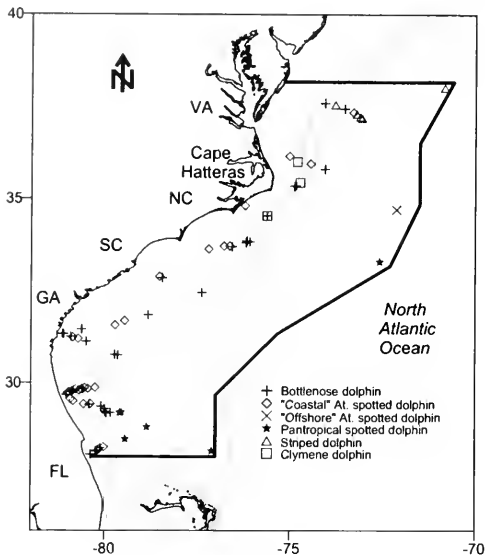 40
N
VA
Cape
Hatteras
NC
35
SC
GA
North
Atlantic
Ocean
30
Bottlenose dolphin
"Coastal" At. spotted dolphin
"Offshore" At. spotted dolphin
Pantropical spotted dolphin
Striped dolphin
Clymene dolphin
FL
-80
-75
-70